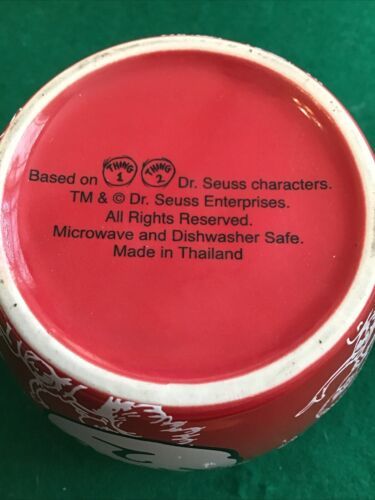 Based on THING 1 THING 2 Dr. Seuss characters.
TM & © Dr. Seuss Enterprises.
All Rights Reserved.
Microwave and Dishwasher Safe.
Made in Thailand